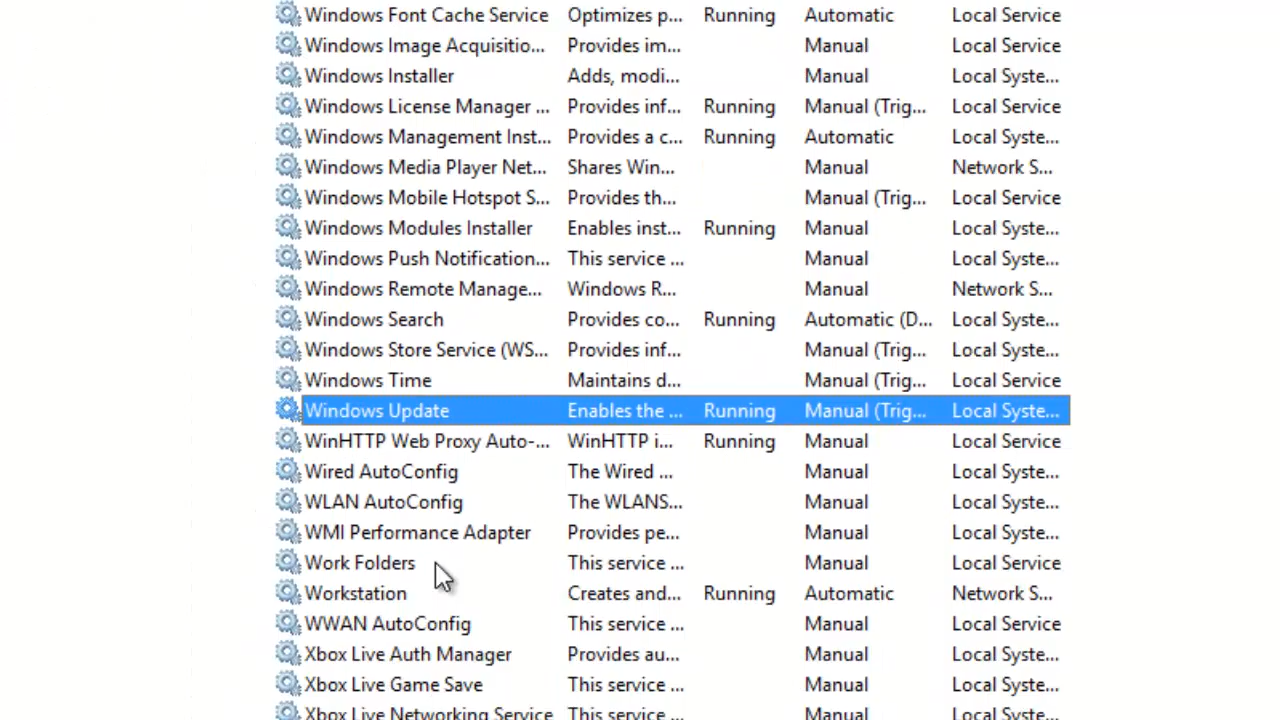 Windows Font Cache Service Optimizes p... Running Automatic Local Service
Windows Image Acquisitio... Provides im... Manual Local Service
Windows Installer Adds, modi... Manual Local Syste...
Windows License Manager ... Provides inf... Running Manual (Trig... Local Service
Windows Management Inst... Provides a c... Running Automatic Local Syste...
Windows Media Player Net... Shares Win... Manual Network S...
Windows Mobile Hotspot S... Provides th... Manual (Trig... Local Service
Windows Modules Installer Enables inst... Running Manual Local Syste...
Windows Push Notification... This service ... Manual Local Syste...
Windows Remote Manage... Windows R... Manual Network S...
Windows Search Provides co... Running Automatic (D... Local Syste...
Windows Store Service (WS... Provides inf... Manual (Trig... Local Syste...
Windows Time Maintains d... Manual (Trig... Local Service
Windows Update Enables the ... Running Manual (Trig... Local Syste...
WinHTTP Web Proxy Auto-... WinHTTP i... Running Manual Local Service
Wired AutoConfig The Wired ... Manual Local Syste...
WLAN AutoConfig The WLANS... Manual Local Syste...
WMI Performance Adapter Provides pe... Manual Local Syste...
Work Folders This service ... Manual Local Service
Workstation Creates and... Running Automatic Network S...
WWAN AutoConfig This service ... Manual Local Service
Xbox Live Auth Manager Provides au... Manual Local Syste...
Xbox Live Game Save This service ... Manual Local Syste...
Xbox Live Networking Service This service ... Manual Local Syste...